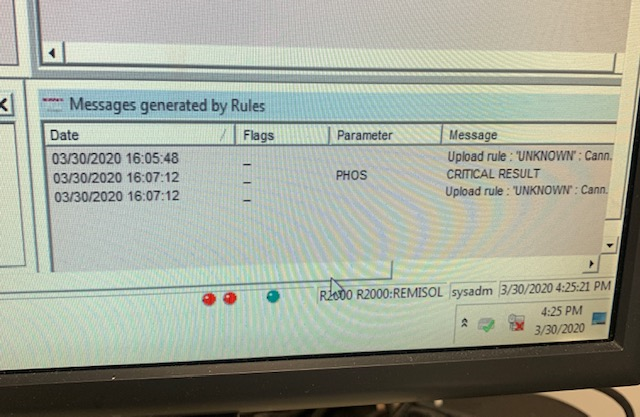 Messages generated by Rules
Date Flags Parameter Message
03/30/2020 16:05:48 _ Upload rule : 'UNKNOWN' : Cann.
03/30/2020 16:07:12 _ PHOS CRITICAL RESULT
03/30/2020 16:07:12 _ Upload rule : 'UNKNOWN' : Cann.
R2000 R2000:REMISOL sysadm 3/30/2020 4:25:21 PM
4:25 PM
3/30/2020